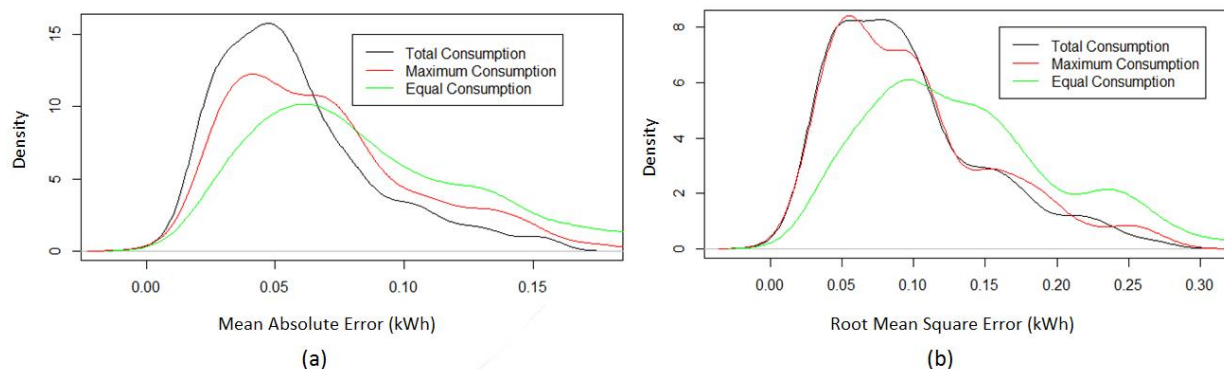 15
10
5
0
Density
Total Consumption
Maximum Consumption
Equal Consumption
0.00 0.05 0.10 0.15
Mean Absolute Error (kWh)
(a)
8
6
4
2
0
Density
Total Consumption
Maximum Consumption
Equal Consumption
0.00 0.05 0.10 0.15 0.20 0.25 0.30
Root Mean Square Error (kWh)
(b)